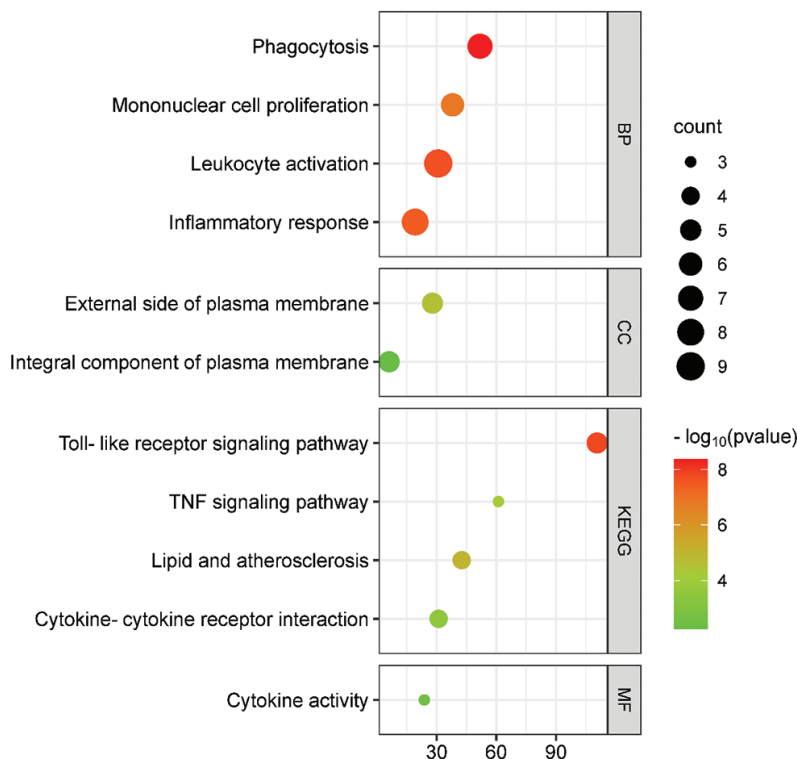 Phagocytosis
Mononuclear cell proliferation
Leukocyte activation
Inflammatory response
BP
External side of plasma membrane
Integral component of plasma membrane
CC
Toll- like receptor signaling pathway
TNF signaling pathway
Lipid and atherosclerosis
Cytokine- cytokine receptor interaction
KEGG
Cytokine activity
MF
30 60 90
count
3
4
5
6
7
8
9
- log₁₀(pvalue)
8
6
4